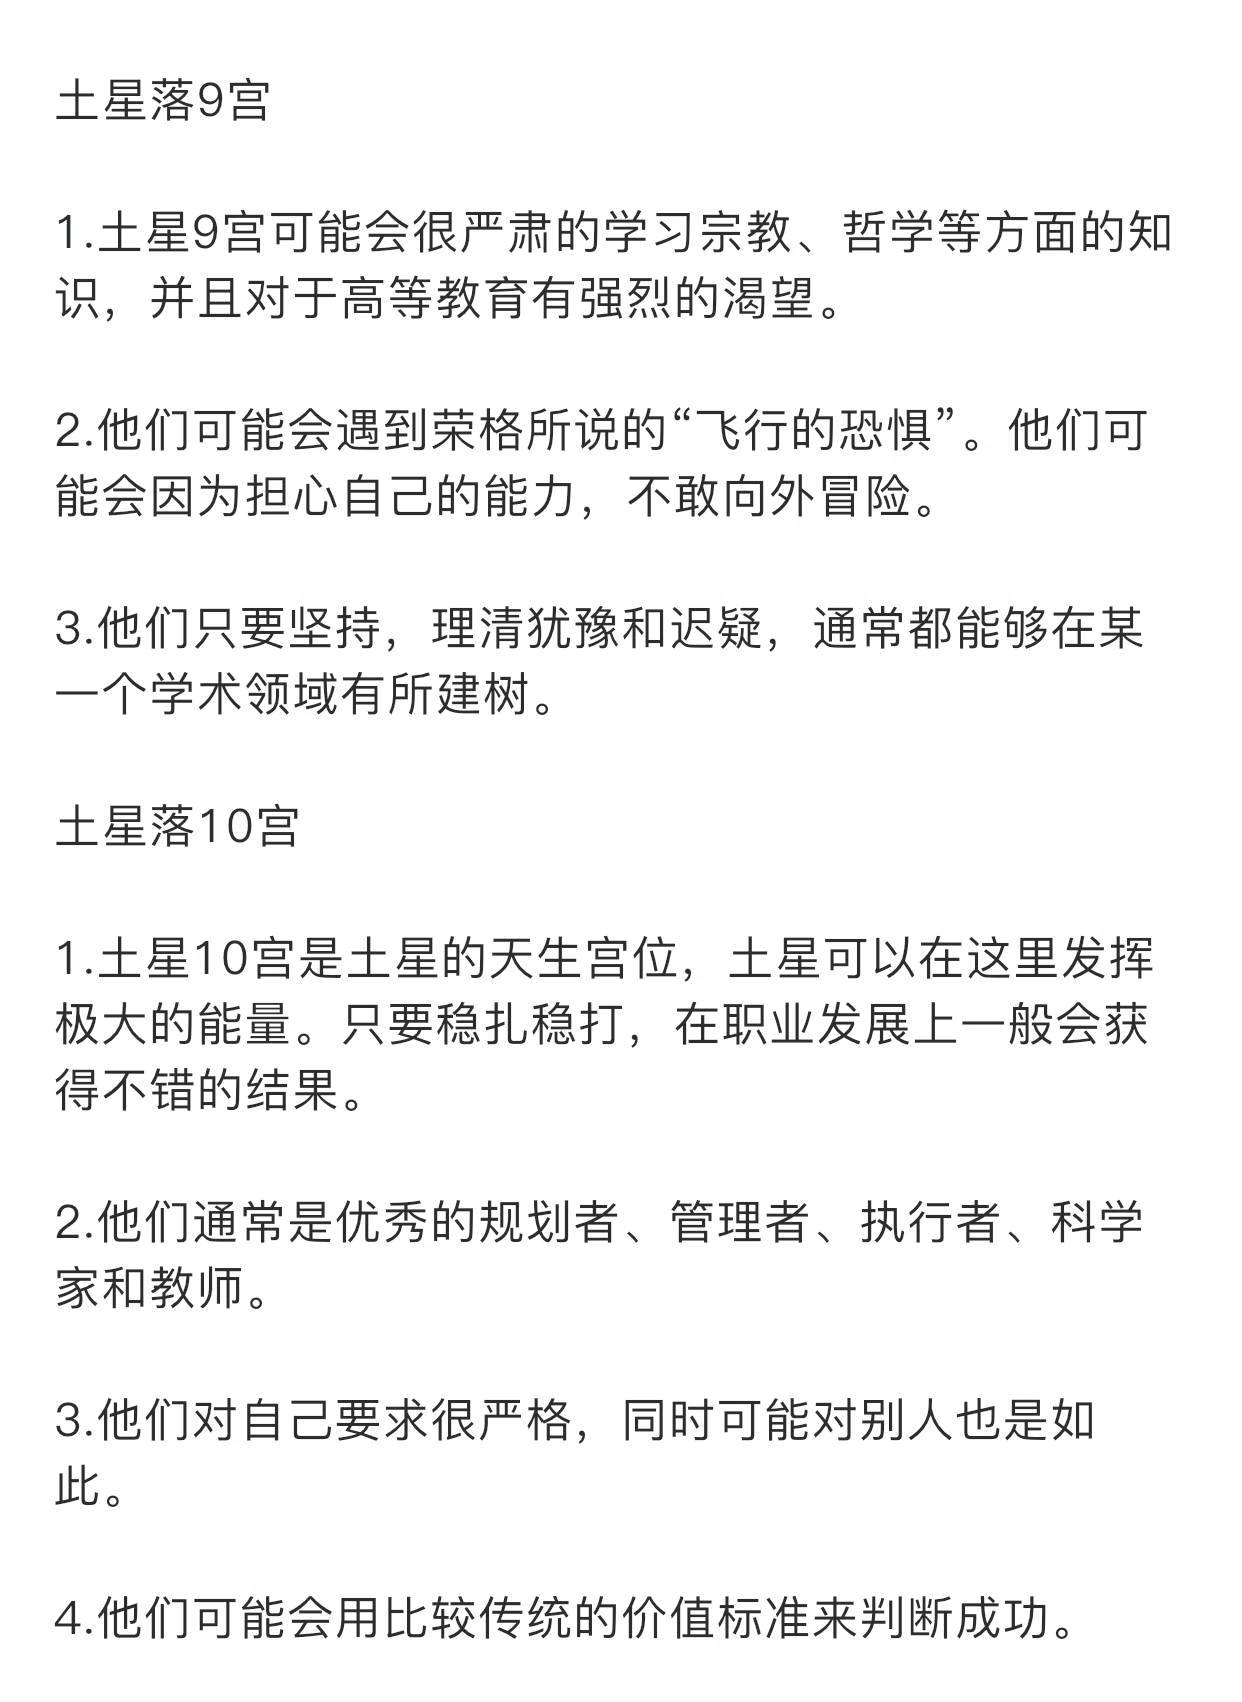 土星落9宫
1.土星9宫可能会很严肃的学习宗教、哲学等方面的知
识，并且对于高等教育有强烈的渴望。
2.他们可能会遇到荣格所说的“飞行的恐惧”。他们可
能会因为担心自己的能力，不敢向外冒险。
3.他们只要坚持，理清犹豫和迟疑，通常都能够在某
一个学术领域有所建树。
土星落10宫
1.土星10宫是土星的天生宫位，土星可以在这里发挥
极大的能量。只要稳扎稳打，在职业发展上一般会获
得不错的结果。
2.他们通常是优秀的规划者、管理者、执行者、科学
家和教师。
3.他们对自己要求很严格，同时可能对别人也是如
此。
4.他们可能会用比较传统的价值标准来判断成功。